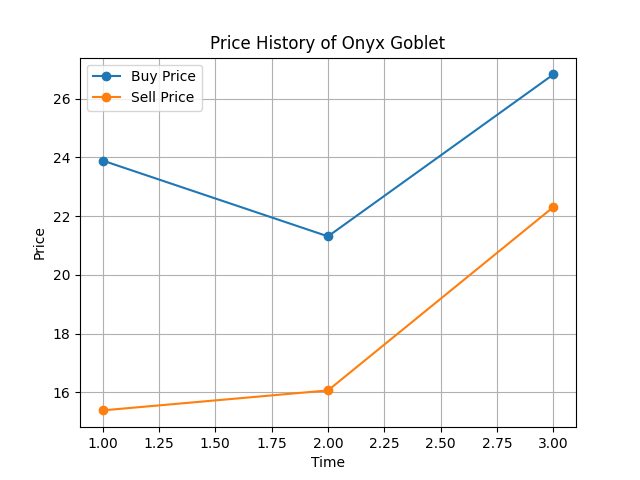 Price History of Onyx Goblet
Buy Price
Sell Price
26
24
22
20
18
16
Price
1.00 1.25 1.50 1.75 2.00 2.25 2.50 2.75 3.00
Time